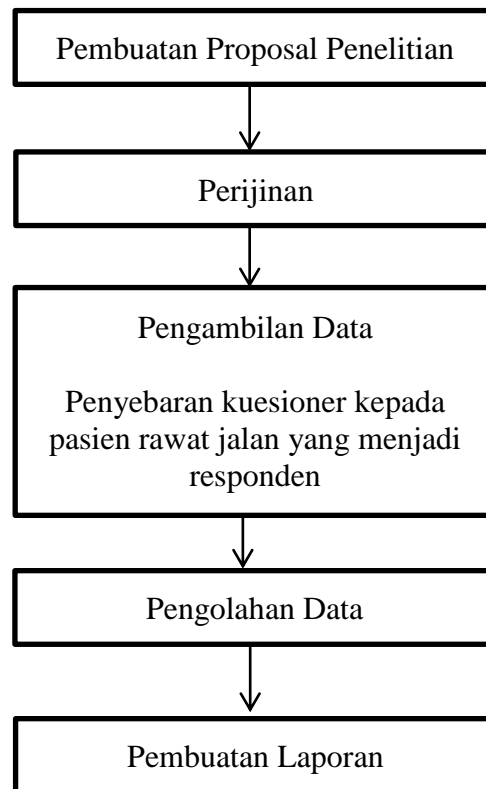 Pembuatan Proposal Penelitian
Perijinan
Pengambilan Data
Penyebaran kuesioner kepada
pasien rawat jalan yang menjadi
responden
Pengolahan Data
Pembuatan Laporan